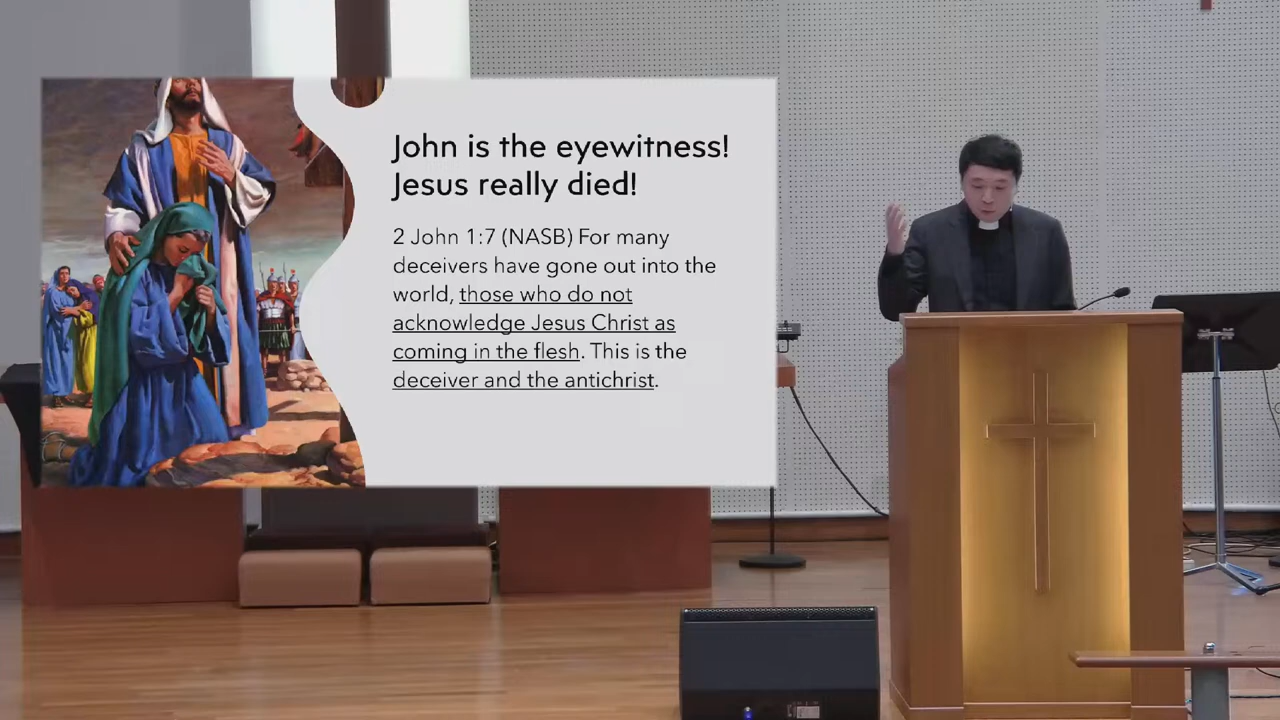 John is the eyewitness!
Jesus really died!
2 John 1:7 (NASB) For many
deceivers have gone out into the
world, those who do not
acknowledge Jesus Christ as
coming in the flesh. This is the
deceiver and the antichrist.